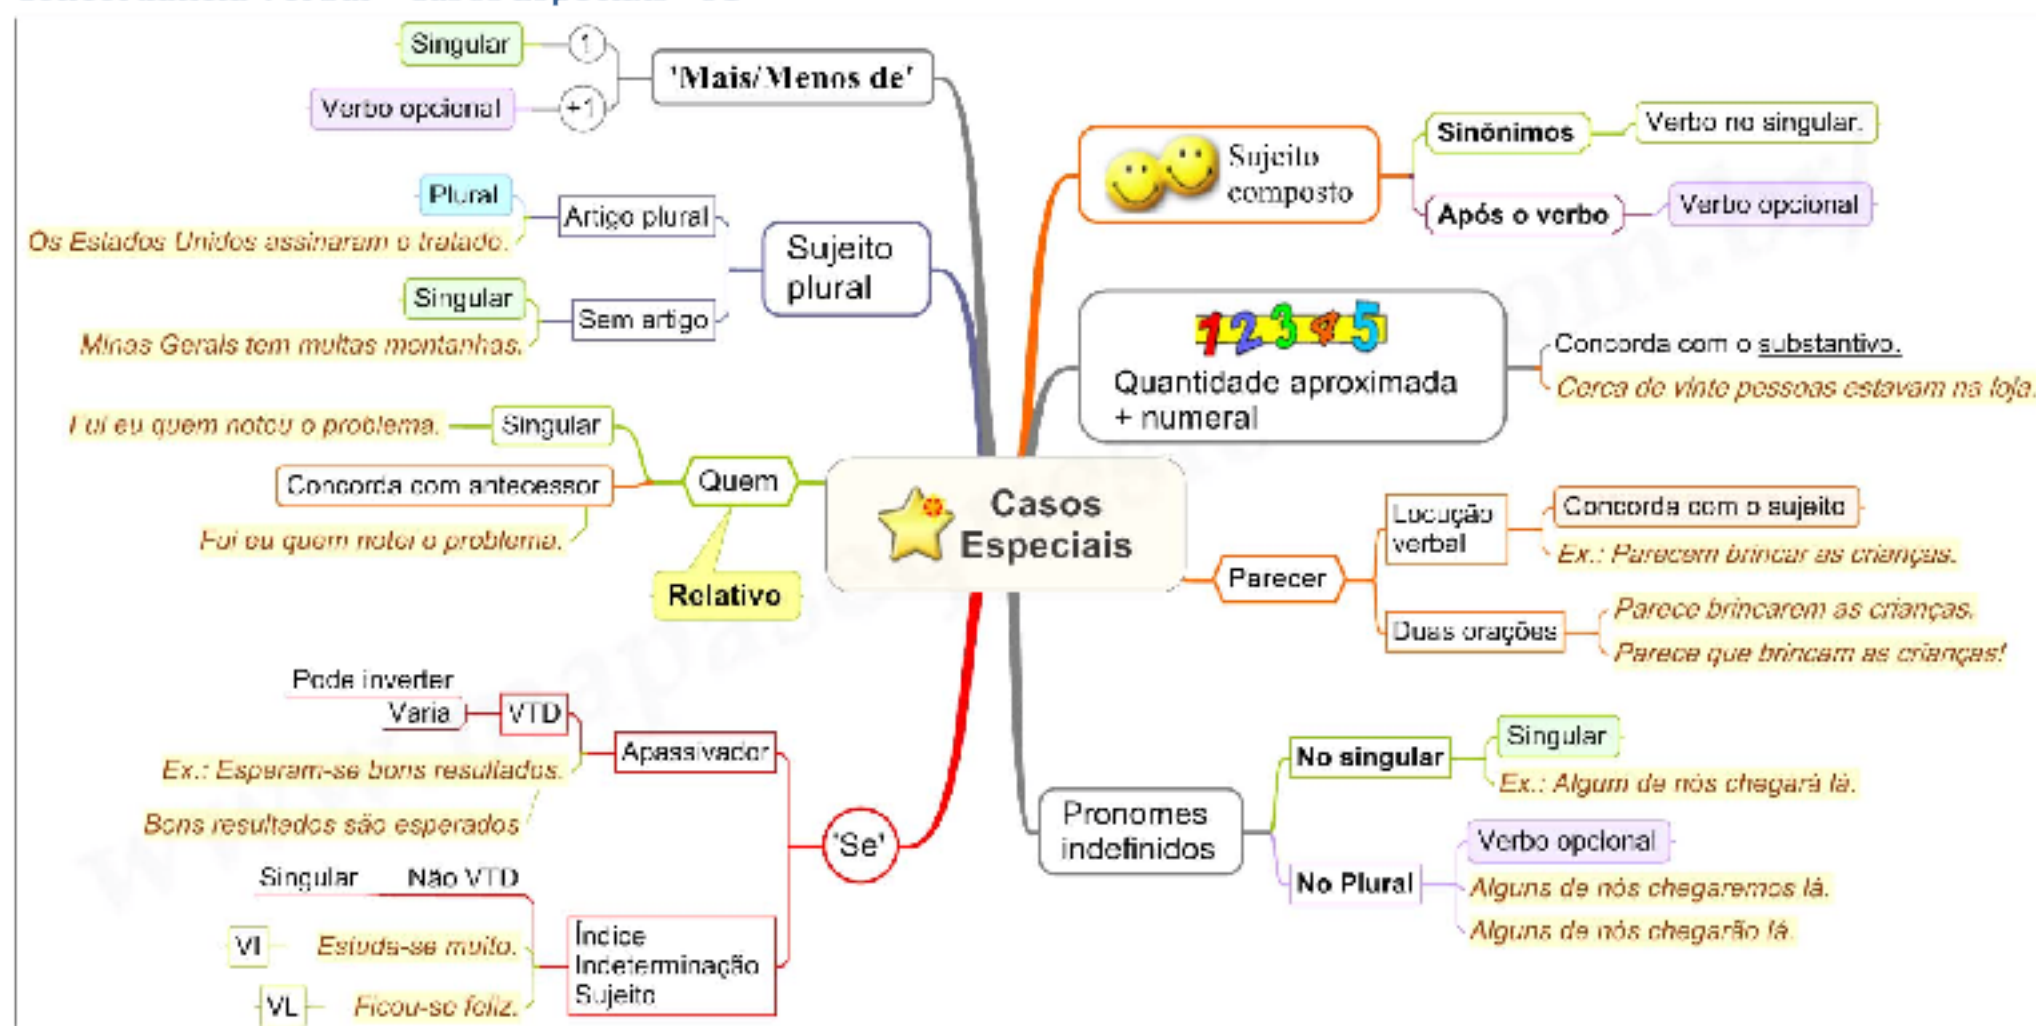 Casos
Especiais
'Mais/Menos de'
1
Singular
+1
Verbo opcional
Sujeito
plural
Artigo plural
Plural
Os Estados Unidos assinaram o tratado.
Sem artigo
Singular
Minas Gerais tem muitas montanhas.
Quem
Relativo
Singular
Fui eu quem notou o problema.
Concorda com antecessor
Fui eu quem notei o problema.
'Se'
Apassivador
VTD
Pode inverter
Varia
Ex.: Esperam-se bons resultados.
Bons resultados são esperados
Índice
Indeterminação
Sujeito
Singular Não VTD
VI Estuda-se muito.
VL Ficou-se feliz.
Sujeito
composto
Sinônimos
Verbo no singular.
Após o verbo
Verbo opcional
1 2 3 4 5
Quantidade aproximada
+ numeral
Concorda com o substantivo.
Cerca de vinte pessoas estavam na loja.
Parecer
Locução
verbal
Concorda com o sujeito
Ex.: Parecem brincar as crianças.
Duas orações
Parece brincarem as crianças.
Parece que brincam as crianças!
Pronomes
indefinidos
No singular
Singular
Ex.: Algum de nós chegará lá.
No Plural
Verbo opcional
Alguns de nós chegaremos lá.
Alguns de nós chegarão lá.